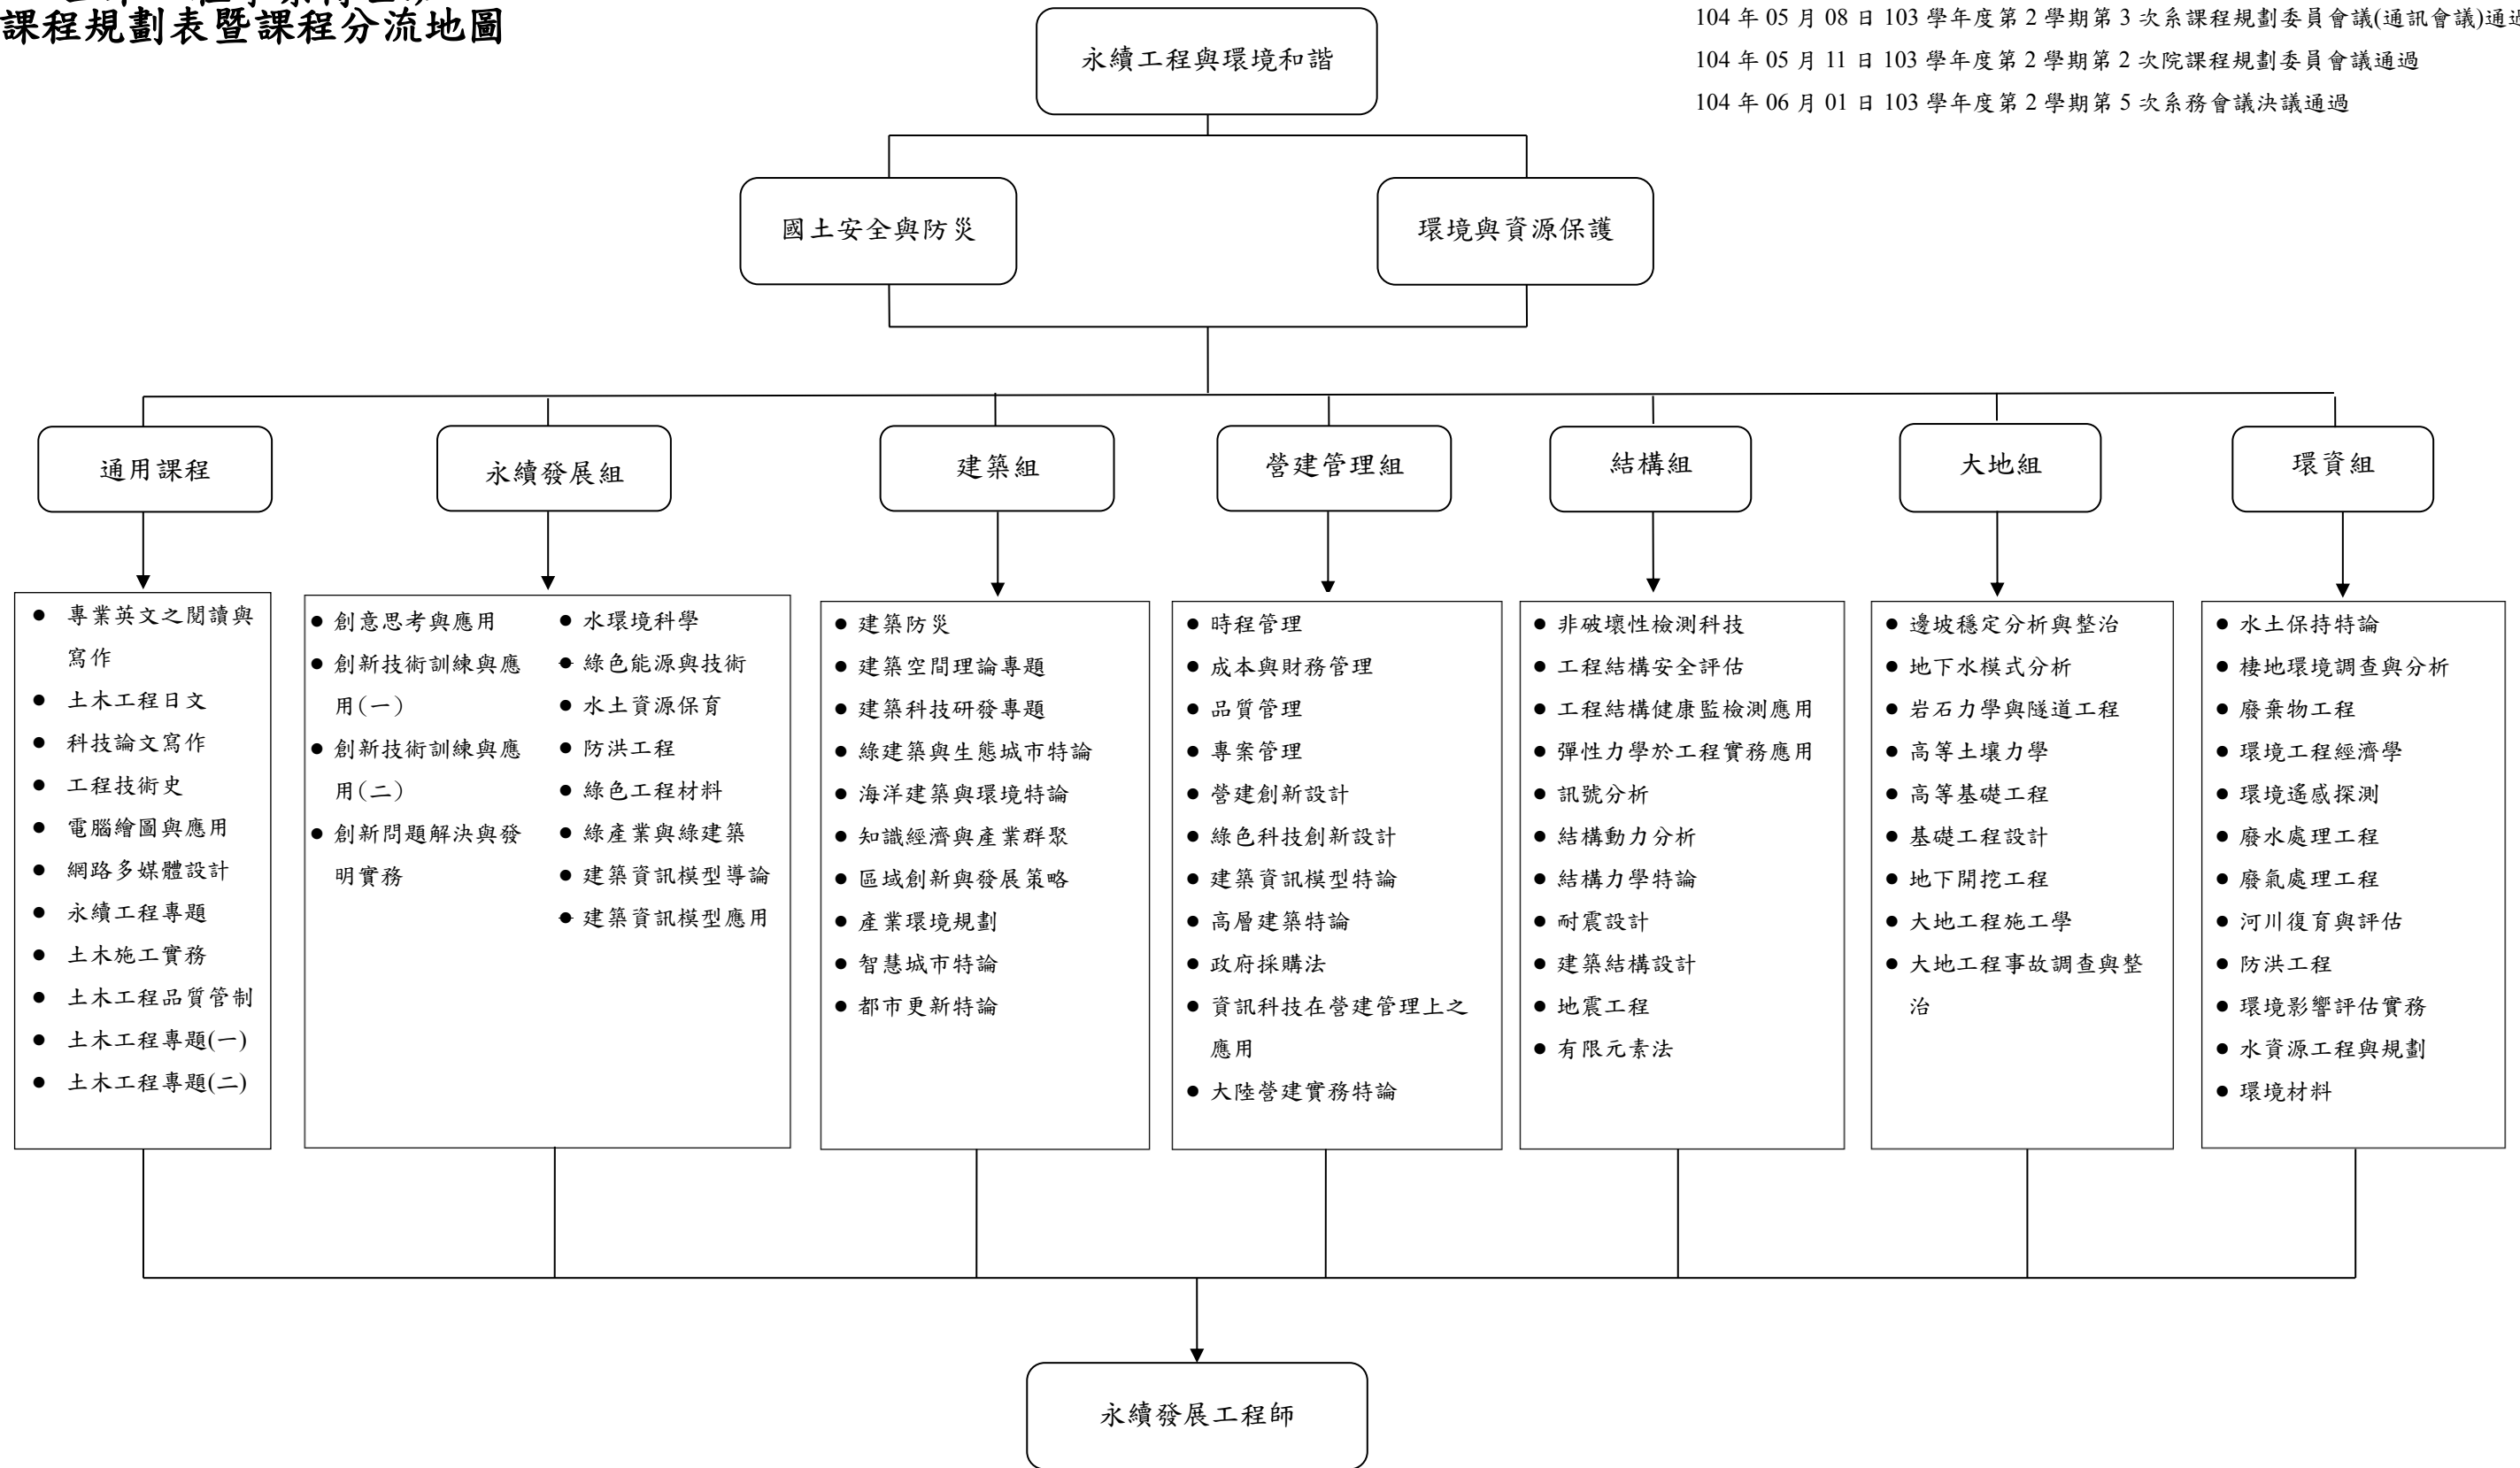 課程規劃表暨課程分流地圖
104 年 05 月 08 日 103 學年度第 2 學期第 3 次系課程規劃委員會議(通訊會議)通過
104 年 05 月 11 日 103 學年度第 2 學期第 2 次院課程規劃委員會議通過
104 年 06 月 01 日 103 學年度第 2 學期第 5 次系務會議決議通過
永續工程與環境和諧
國土安全與防災
環境與資源保護
通用課程
永續發展組
建築組
營建管理組
結構組
大地組
環資組
● 專業英文之閱讀與
寫作
● 土木工程日文
● 科技論文寫作
● 工程技術史
● 電腦繪圖與應用
● 網路多媒體設計
● 永續工程專題
● 土木施工實務
● 土木工程品質管制
● 土木工程專題(一)
● 土木工程專題(二)
● 創意思考與應用
● 創新技術訓練與應
用(一)
● 創新技術訓練與應
用(二)
● 創新問題解決與發
明實務
● 水環境科學
● 綠色能源與技術
● 水土資源保育
● 防洪工程
● 綠色工程材料
● 綠產業與綠建築
● 建築資訊模型導論
● 建築資訊模型應用
● 建築防災
● 建築空間理論專題
● 建築科技研發專題
● 綠建築與生態城市特論
● 海洋建築與環境特論
● 知識經濟與產業群聚
● 區域創新與發展策略
● 產業環境規劃
● 智慧城市特論
● 都市更新特論
● 時程管理
● 成本與財務管理
● 品質管理
● 專案管理
● 營建創新設計
● 綠色科技創新設計
● 建築資訊模型特論
● 高層建築特論
● 政府採購法
● 資訊科技在營建管理上之
應用
● 大陸營建實務特論
● 非破壞性檢測科技
● 工程結構安全評估
● 工程結構健康監檢測應用
● 彈性力學於工程實務應用
● 訊號分析
● 結構動力分析
● 結構力學特論
● 耐震設計
● 建築結構設計
● 地震工程
● 有限元素法
● 邊坡穩定分析與整治
● 地下水模式分析
● 岩石力學與隧道工程
● 高等土壤力學
● 高等基礎工程
● 基礎工程設計
● 地下開挖工程
● 大地工程施工學
● 大地工程事故調查與整
治
● 水土保持特論
● 棲地環境調查與分析
● 廢棄物工程
● 環境工程經濟學
● 環境遙感探測
● 廢水處理工程
● 廢氣處理工程
● 河川復育與評估
● 防洪工程
● 環境影響評估實務
● 水資源工程與規劃
● 環境材料
永續發展工程師